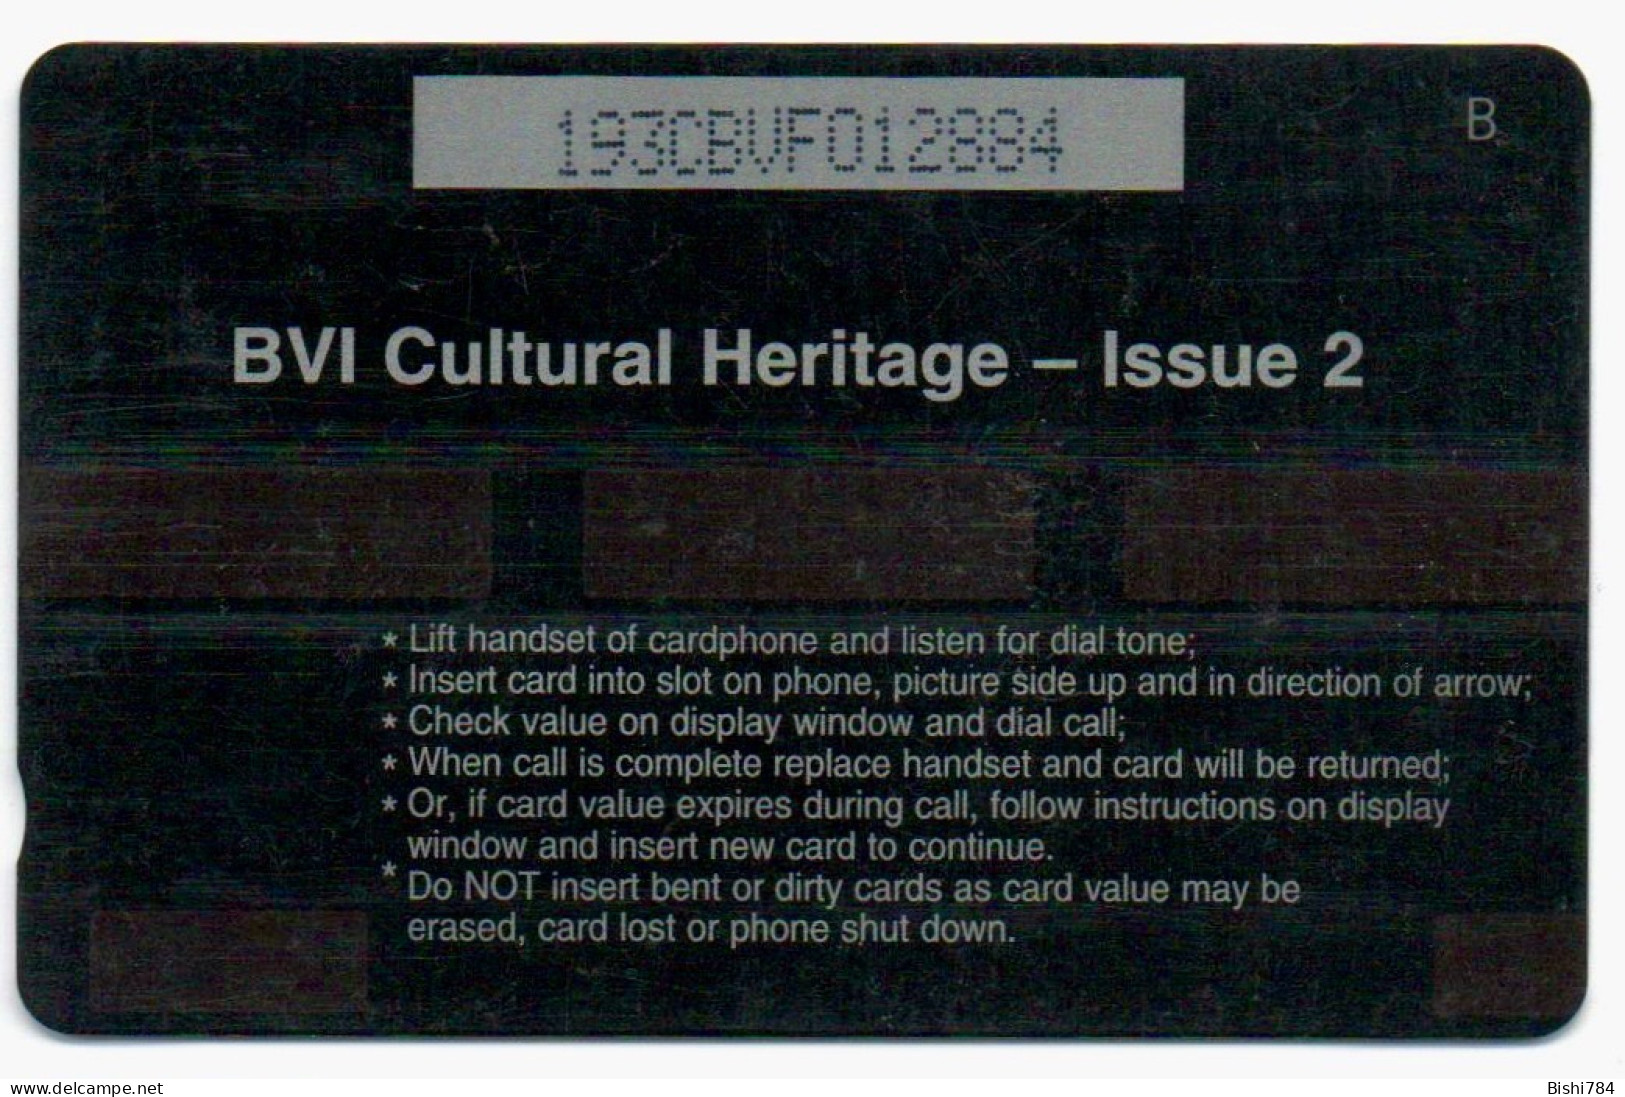 193CBVF012884
B
BVI Cultural Heritage – Issue 2
* Lift handset of cardphone and listen for dial tone;
* Insert card into slot on phone, picture side up and in direction of arrow;
* Check value on display window and dial call;
* When call is complete replace handset and card will be returned;
* Or, if card value expires during call, follow instructions on display
window and insert new card to continue.
* Do NOT insert bent or dirty cards as card value may be
erased, card lost or phone shut down.
www.delcampe.net
Bishi784